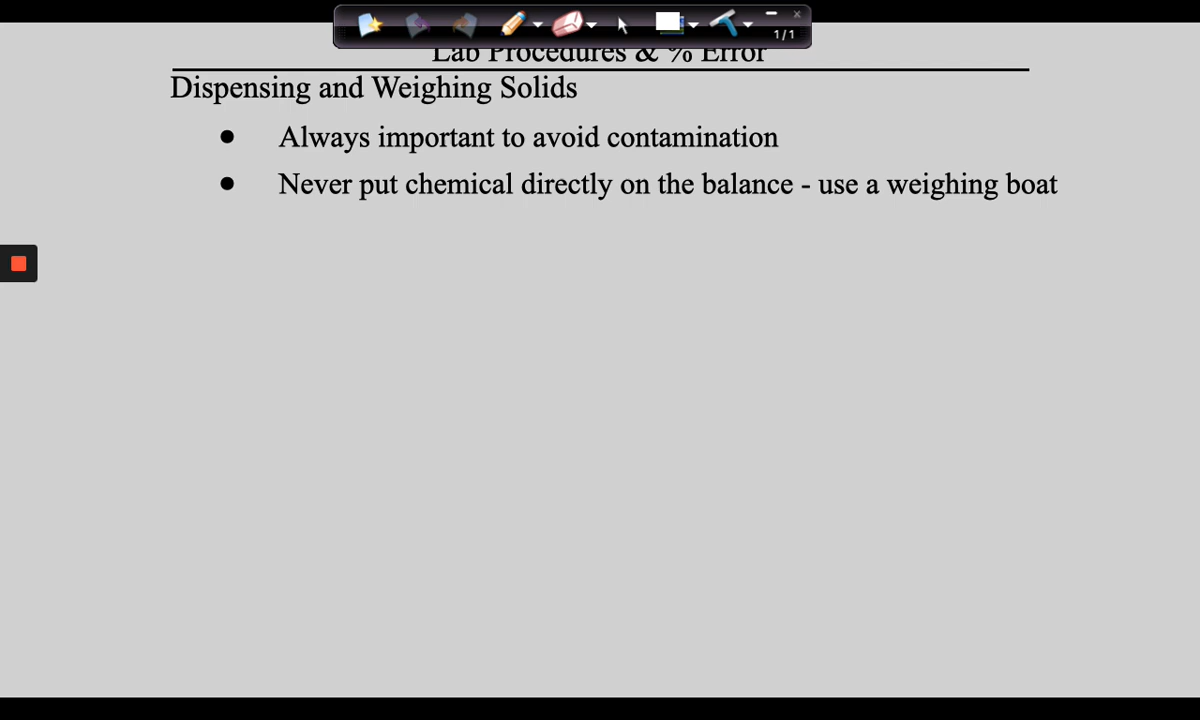 1/1
Lab Procedures & % Error
Dispensing and Weighing Solids
● Always important to avoid contamination
● Never put chemical directly on the balance - use a weighing boat